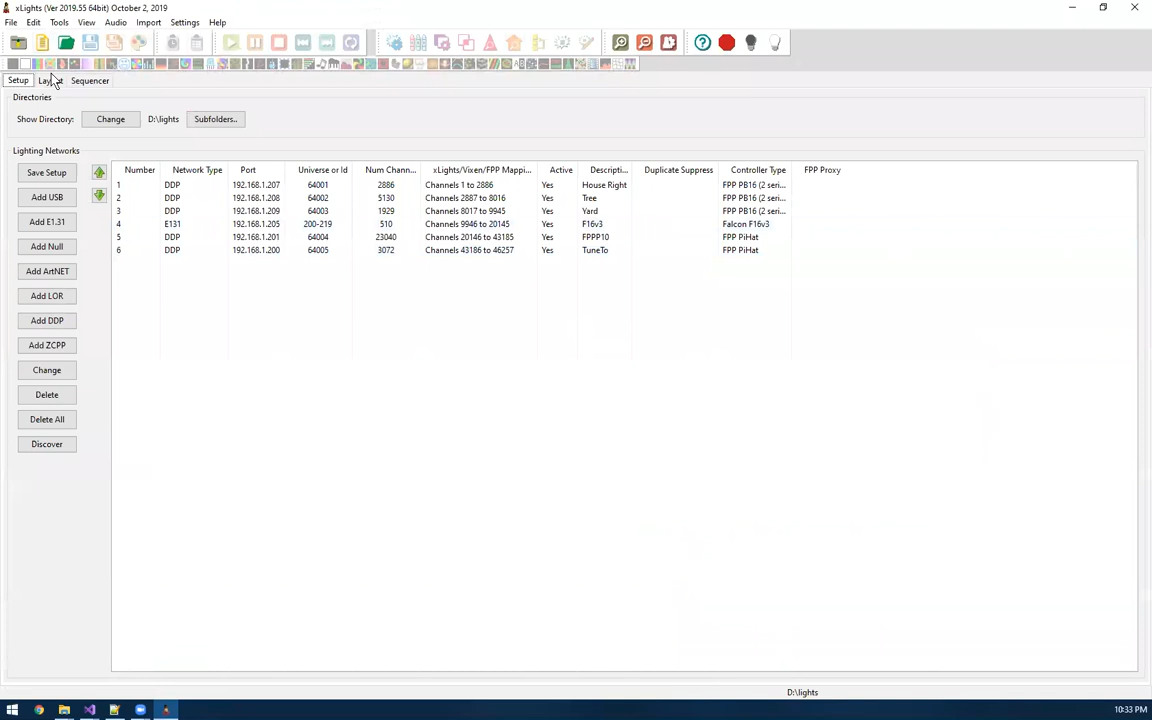 xLights (Ver 2019.55 64bit) October 2, 2019
File Edit Tools View Audio Import Settings Help
Setup Sequencer
Directories
Show Directory: Change D:\lights Subfolders..
Lighting Networks
Save Setup
Add USB
Add E1.31
Add Null
Add ArtNET
Add LOR
Add DDP
Add ZCPP
Change
Delete
Delete All
Discover
Number Network Type Port Universe or Id Num Chann... xLights/Vixen/FPP Mappi... Active Descripti... Duplicate Suppress Controller Type FPP Proxy
1 DDP 192.168.1.207 64001 2886 Channels 1 to 2886 Yes House Right FPP PB16 (2 seri...
2 DDP 192.168.1.208 64002 5130 Channels 2887 to 8016 Yes Tree FPP PB16 (2 seri...
3 DDP 192.168.1.209 64003 1929 Channels 8017 to 9945 Yes Yard FPP PB16 (2 seri...
4 E131 192.168.1.205 200-219 510 Channels 9946 to 20145 Yes F16v3 Falcon F16v3
5 DDP 192.168.1.201 64004 23040 Channels 20146 to 43185 Yes FPPP10 FPP PiHat
6 DDP 192.168.1.200 64005 3072 Channels 43186 to 46257 Yes TuneTo FPP PiHat
D:\lights
10:33 PM